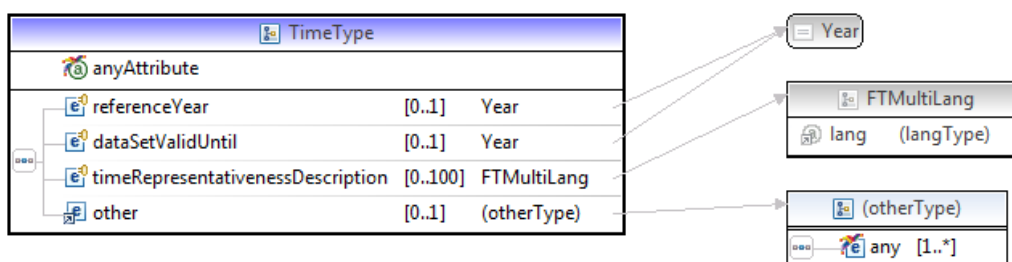 TimeType
anyAttribute
referenceYear [0..1] Year
dataSetValidUntil [0..1] Year
timeRepresentativenessDescription [0..100] FTMultiLang
other [0..1] (otherType)
Year
FTMultiLang
lang (langType)
(otherType)
any [1..*]